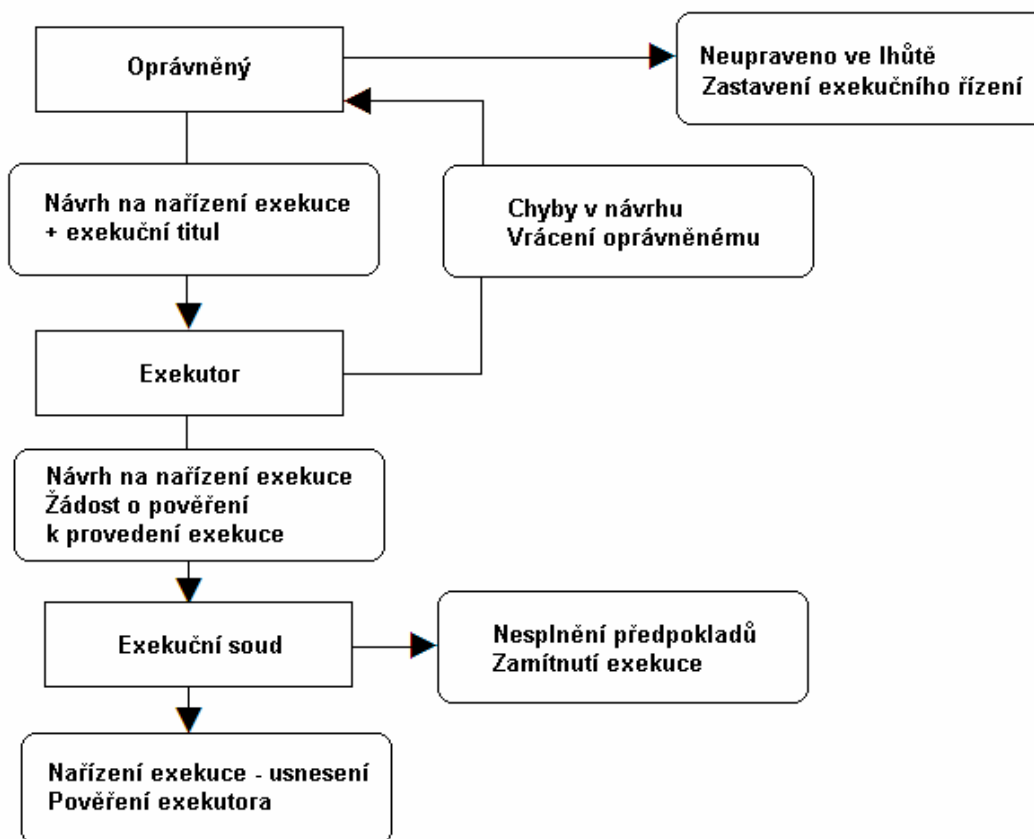 Oprávněný
Neupraveno ve lhůtě
Zastavení exekučního řízení
Návrh na nařízení exekuce
+ exekuční titul
Chyby v návrhu
Vrácení oprávněnému
Exekutor
Návrh na nařízení exekuce
Žádost o pověření
k provedení exekuce
Exekuční soud
Nesplnění předpokladů
Zamítnutí exekuce
Nařízení exekuce - usnesení
Pověření exekutora